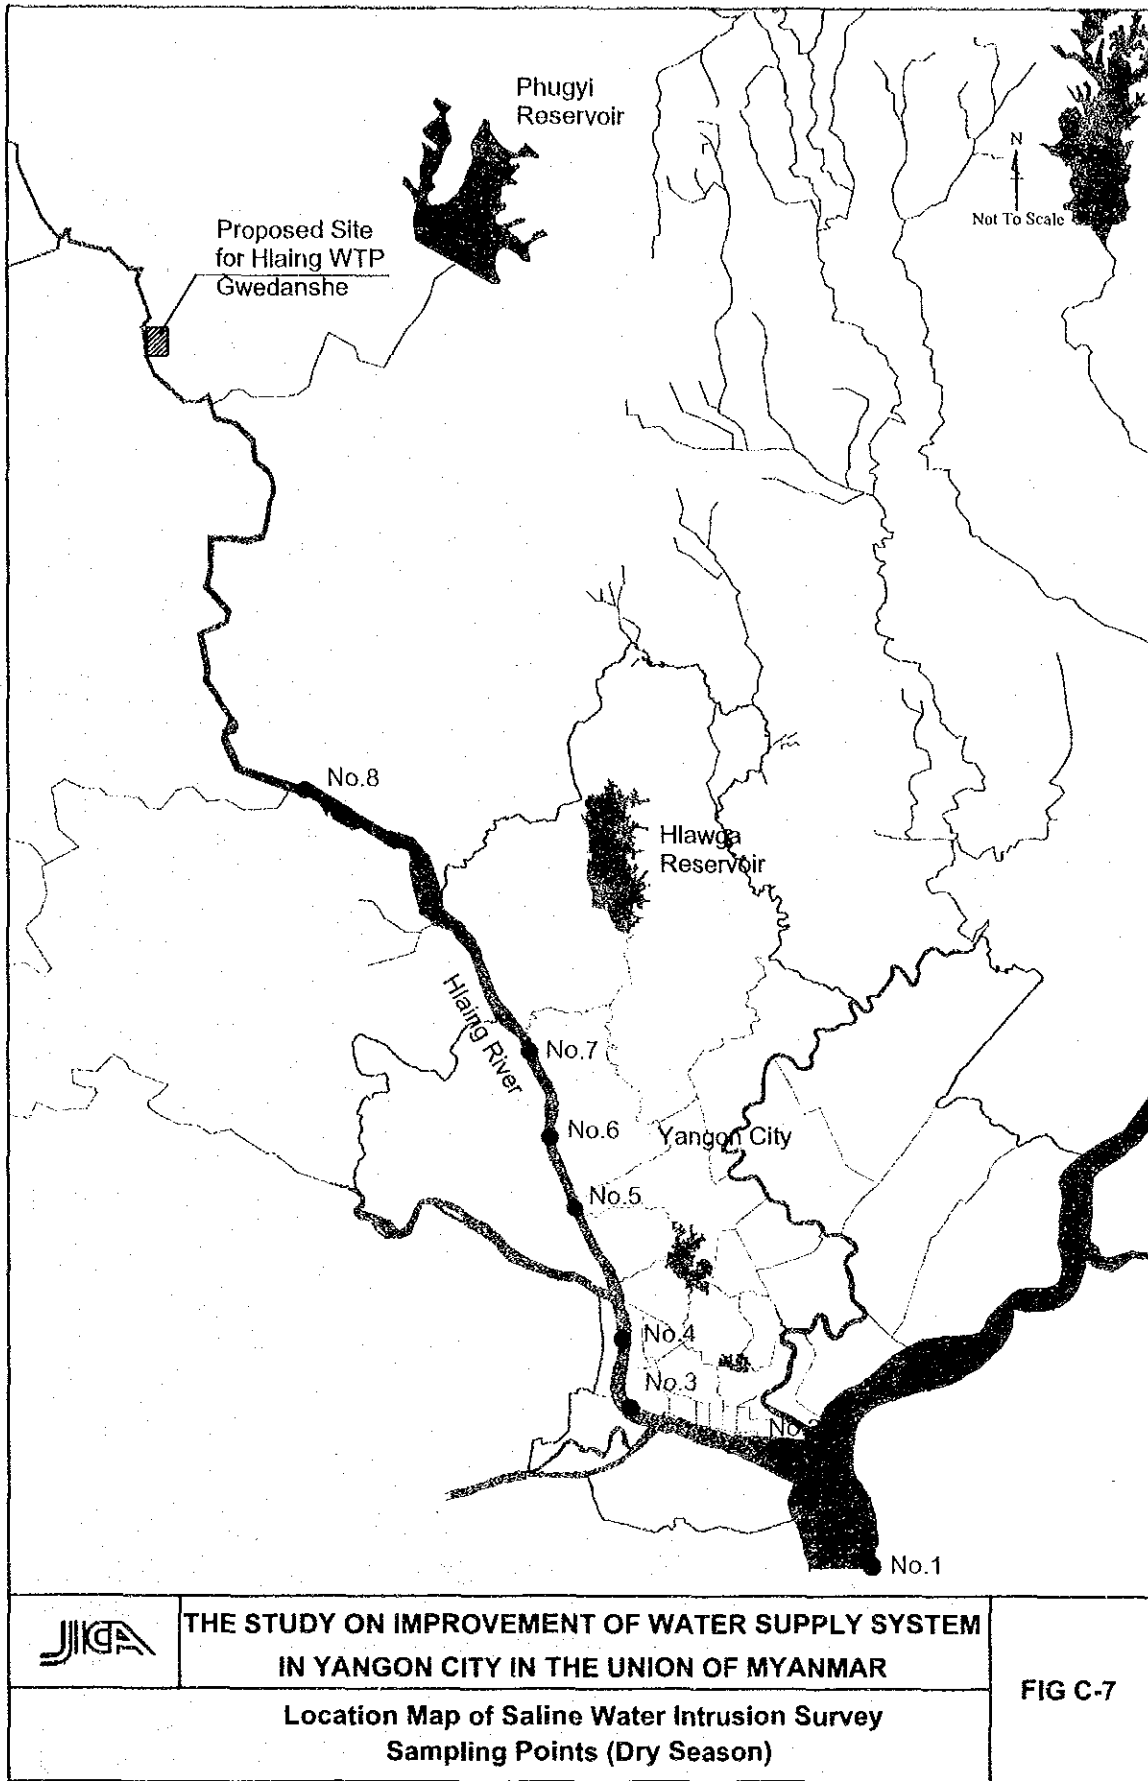 Phugyi
Reservoir
N
Not To Scale
Proposed Site
for Hlaing WTP
Gwedanshe
No.8
Hlawga
Reservoir
Hlaing River
No.7
No.6
Yangon City
No.5
No.4
No.3
No.1
JICA
THE STUDY ON IMPROVEMENT OF WATER SUPPLY SYSTEM
IN YANGON CITY IN THE UNION OF MYANMAR
FIG C-7
Location Map of Saline Water Intrusion Survey
Sampling Points (Dry Season)